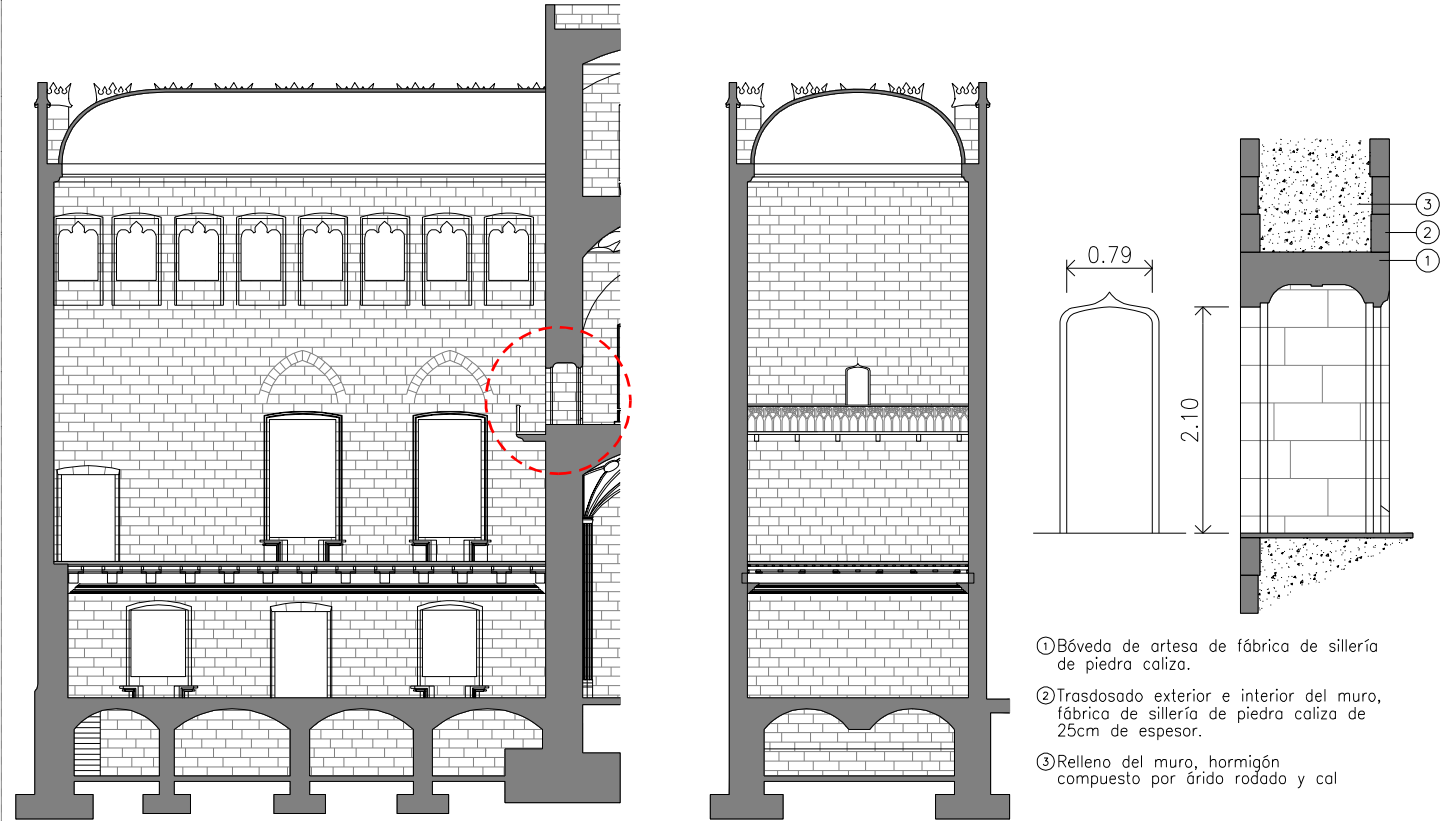 0.79
3
2
1
2.10
①Bóveda de artesa de fábrica de sillería
de piedra caliza.
②Trasdosado exterior e interior del muro,
fábrica de sillería de piedra caliza de
25cm de espesor.
③Relleno del muro, hormigón
compuesto por árido rodado y cal